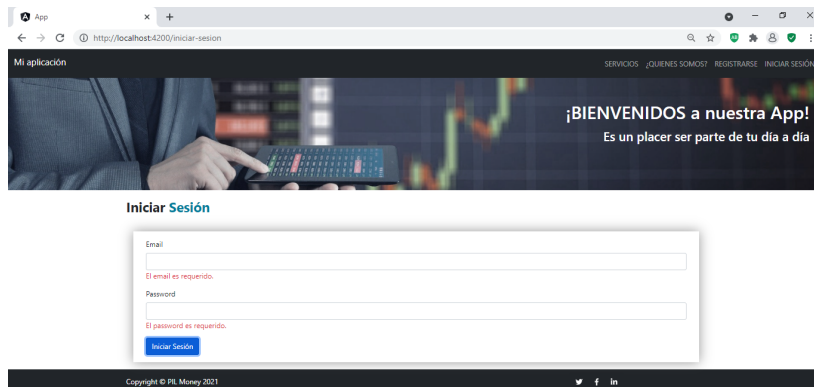 App
http://localhost:4200/iniciar-sesion
Mi aplicación
SERVICIOS ¿QUIENES SOMOS? REGISTRARSE INICIAR SESIÓN
¡BIENVENIDOS a nuestra App!
Es un placer ser parte de tu día a día
Iniciar Sesión
Email
El email es requerido.
Password
El password es requerido.
Iniciar Sesión
Copyright © PIL Money 2021